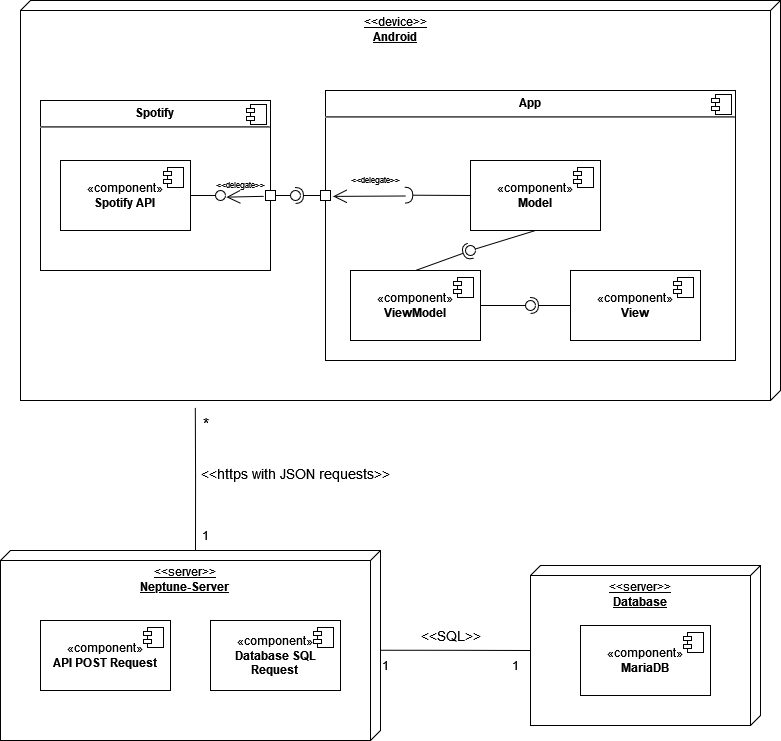 <<device>>
Android
Spotify
App
«component»
Spotify API
<<delegate>>
<<delegate>>
«component»
Model
«component»
ViewModel
«component»
View
*
<<https with JSON requests>>
1
<<server>>
Neptune-Server
«component»
API POST Request
«component»
Database SQL
Request
<<SQL>>
1
1
<<server>>
Database
«component»
MariaDB